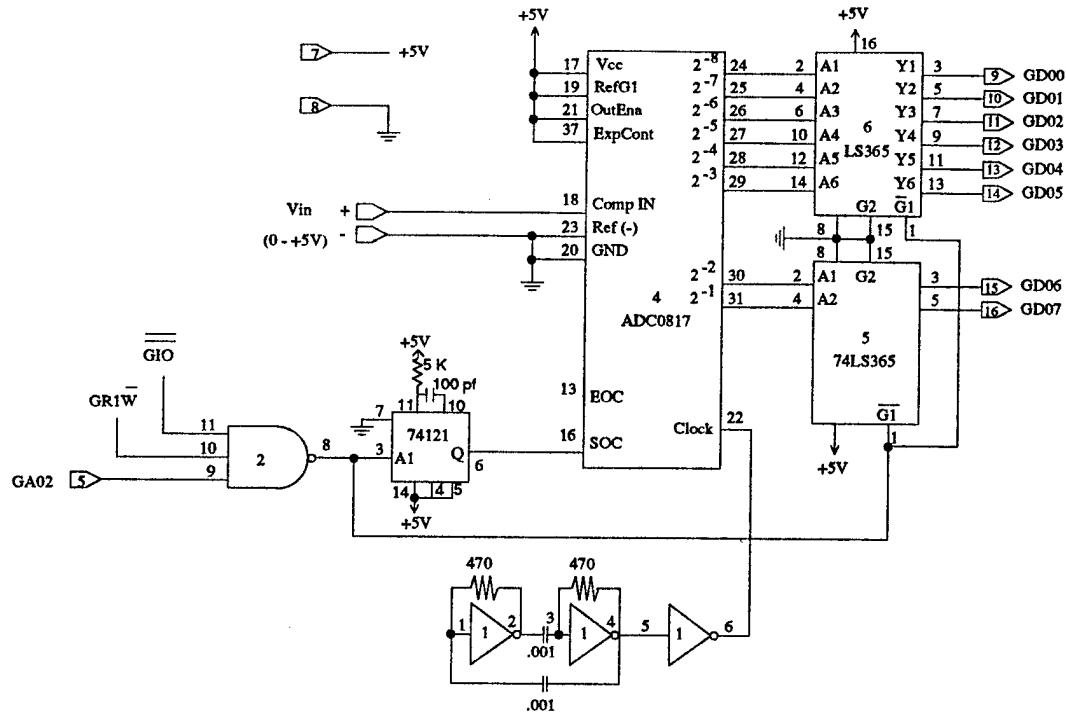 +5V
+5V
7
+5V
8
17
Vcc
19
RefG1
21
OutEna
37
ExpCont
18
Comp IN
23
Ref (-)
20
GND
Vin +
(0 - +5V) -
2⁻⁸ 24
2⁻⁷ 25
2⁻⁶ 26
2⁻⁵ 27
2⁻⁴ 28
2⁻³ 29
2⁻² 30
2⁻¹ 31
4
ADC0817
13
EOC
16
SOC
Clock
22
16
2 A1
4 A2
6 A3
10 A4
12 A5
14 A6
6
LS365
Y1 3
Y2 5
Y3 7
Y4 9
Y5 11
Y6 13
G2
G̅1
8
15
1
9 GD00
10 GD01
11 GD02
12 GD03
13 GD04
14 GD05
8
15
2 A1
4 A2
G2
5
74LS365
G̅1̅
1
+5V
3
5
15 GD06
16 GD07
G̿I̿O̿
GR1W̅
GA02 5
11
10
9
2
8
+5V
5 K
100 pf
7
11
10
74121
3 A1
Q
6
14
4
5
+5V
470
470
1
1
2
3
1
4
5
1
6
.001
.001